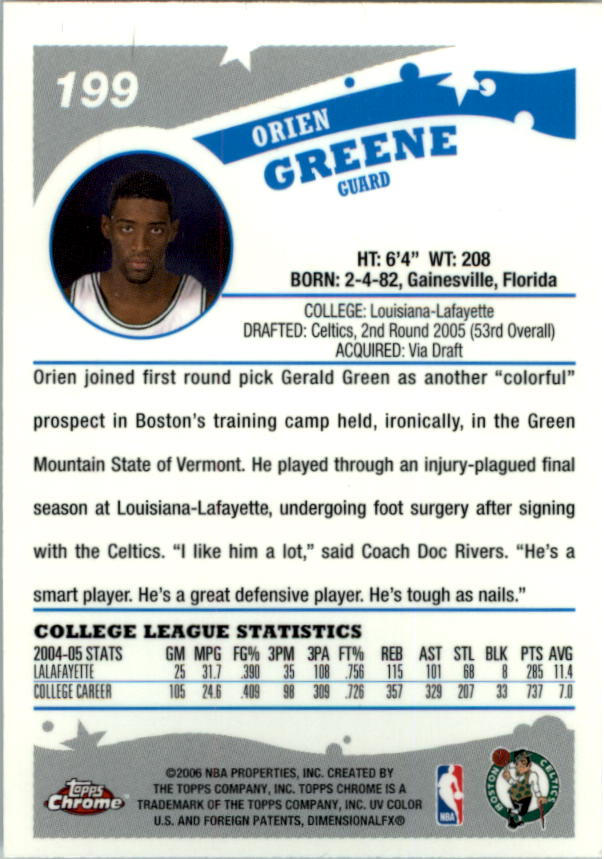 199
ORIEN
GREENE
GUARD
HT: 6'4" WT: 208
BORN: 2-4-82, Gainesville, Florida
COLLEGE: Louisiana-Lafayette
DRAFTED: Celtics, 2nd Round 2005 (53rd Overall)
ACQUIRED: Via Draft
Orien joined first round pick Gerald Green as another “colorful”
prospect in Boston's training camp held, ironically, in the Green
Mountain State of Vermont. He played through an injury-plagued final
season at Louisiana-Lafayette, undergoing foot surgery after signing
with the Celtics. “I like him a lot,” said Coach Doc Rivers. “He's a
smart player. He's a great defensive player. He's tough as nails.”
COLLEGE LEAGUE STATISTICS
2004-05 STATS GM MPG FG% 3PM 3PA FT% REB AST STL BLK PTS AVG
LALAFAYETTE 25 31.7 .390 35 108 .756 115 101 68 8 285 11.4
COLLEGE CAREER 105 24.6 .409 98 309 .726 357 329 207 33 737 7.0
Topps
Chrome™
©2006 NBA PROPERTIES, INC. CREATED BY
THE TOPPS COMPANY, INC. TOPPS CHROME IS A
TRADEMARK OF THE TOPPS COMPANY, INC. UV COLOR
U.S. AND FOREIGN PATENTS, DIMENSIONALFX®
NBA
BOSTON CELTICS